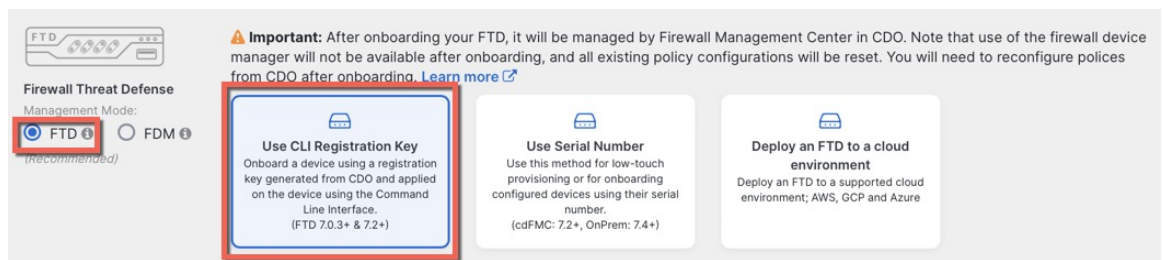 FTD
Firewall Threat Defense
Management Mode:
FTD
FDM
(Recommended)
Important: After onboarding your FTD, it will be managed by Firewall Management Center in CDO. Note that use of the firewall device
manager will not be available after onboarding, and all existing policy configurations will be reset. You will need to reconfigure polices
from CDO after onboarding. Learn more
Use CLI Registration Key
Onboard a device using a registration
key generated from CDO and applied
on the device using the Command
Line Interface.
(FTD 7.0.3+ & 7.2+)
Use Serial Number
Use this method for low-touch
provisioning or for onboarding
configured devices using their serial
number.
(cdFMC: 7.2+, OnPrem: 7.4+)
Deploy an FTD to a cloud
environment
Deploy an FTD to a supported cloud
environment; AWS, GCP and Azure